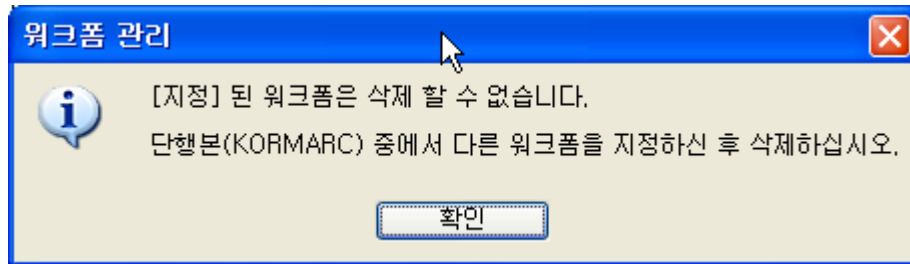 워크폼 관리
[지정] 된 워크폼은 삭제 할 수 없습니다.
단행본(KORMARC) 중에서 다른 워크폼을 지정하신 후 삭제하십시오.
확인